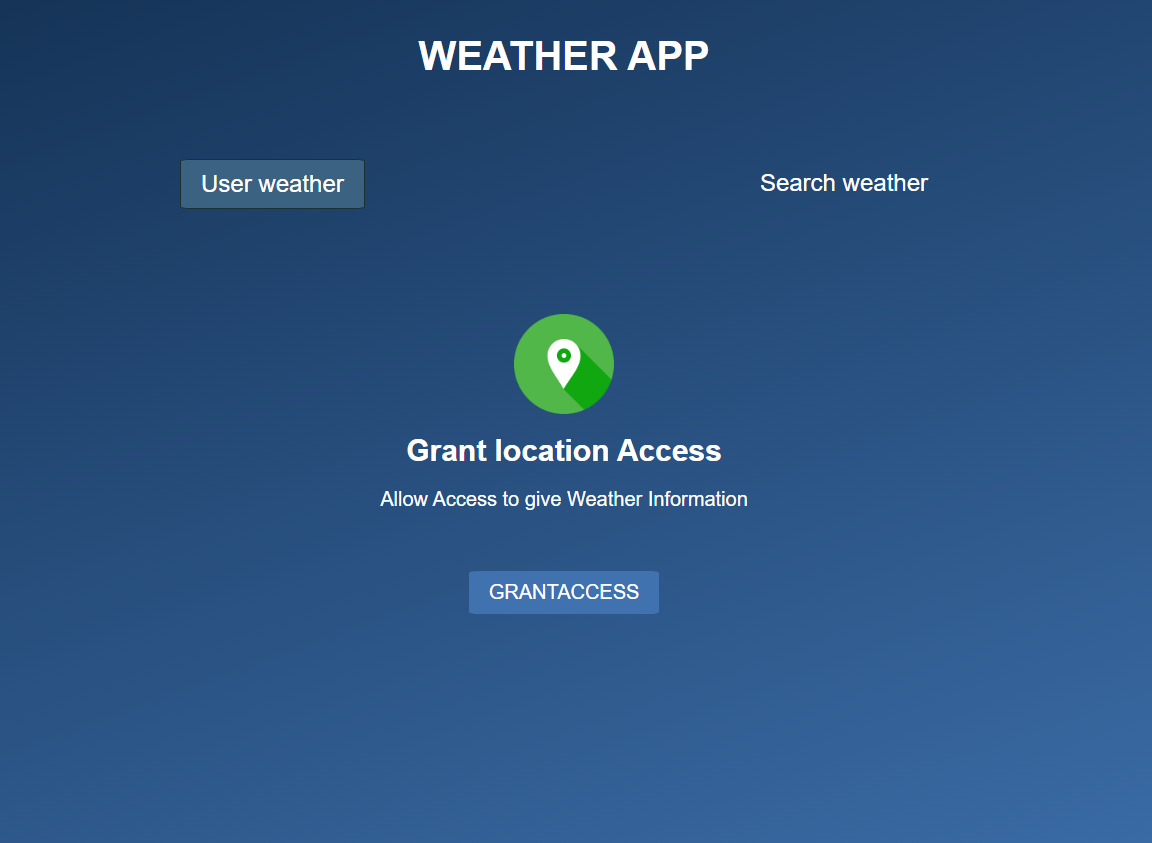 WEATHER APP
User weather
Search weather
Grant location Access
Allow Access to give Weather Information
GRANTACCESS